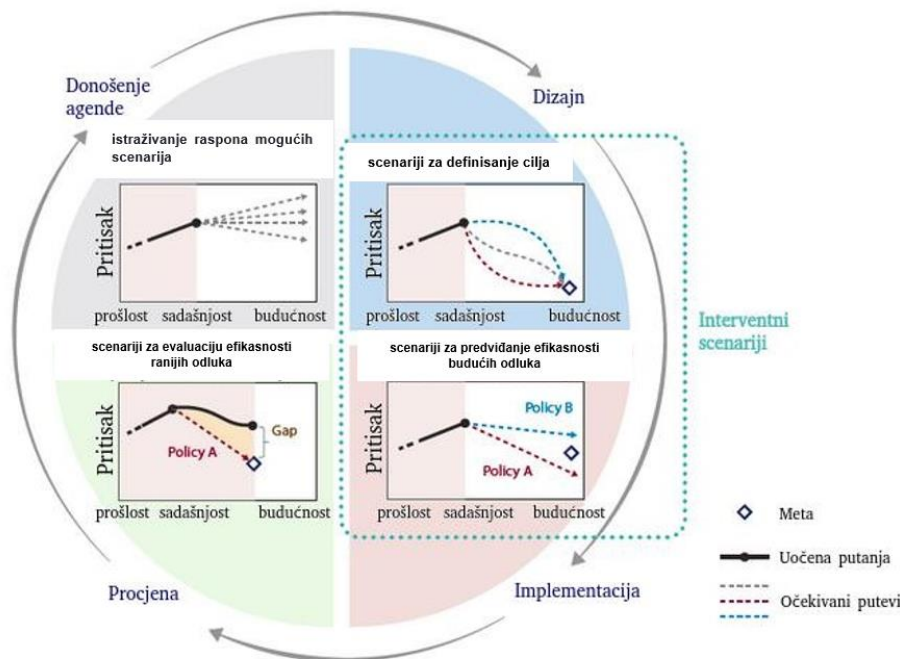 Donošenje
agende
Dizajn
istraživanje raspona mogućih
scenarija
Pritisak
prošlost sadašnjost budućnost
scenariji za definisanje cilja
Pritisak
prošlost sadašnjost budućnost
Interventni
scenariji
scenariji za evaluaciju efikasnosti
ranijih odluka
Pritisak
Policy A
Gap
prošlost sadašnjost budućnost
scenariji za predviđanje efikasnosti
budućih odluka
Pritisak
Policy B
Policy A
prošlost sadašnjost budućnost
Procjena
Implementacija
Meta
Uočena putanja
Očekivani putevi